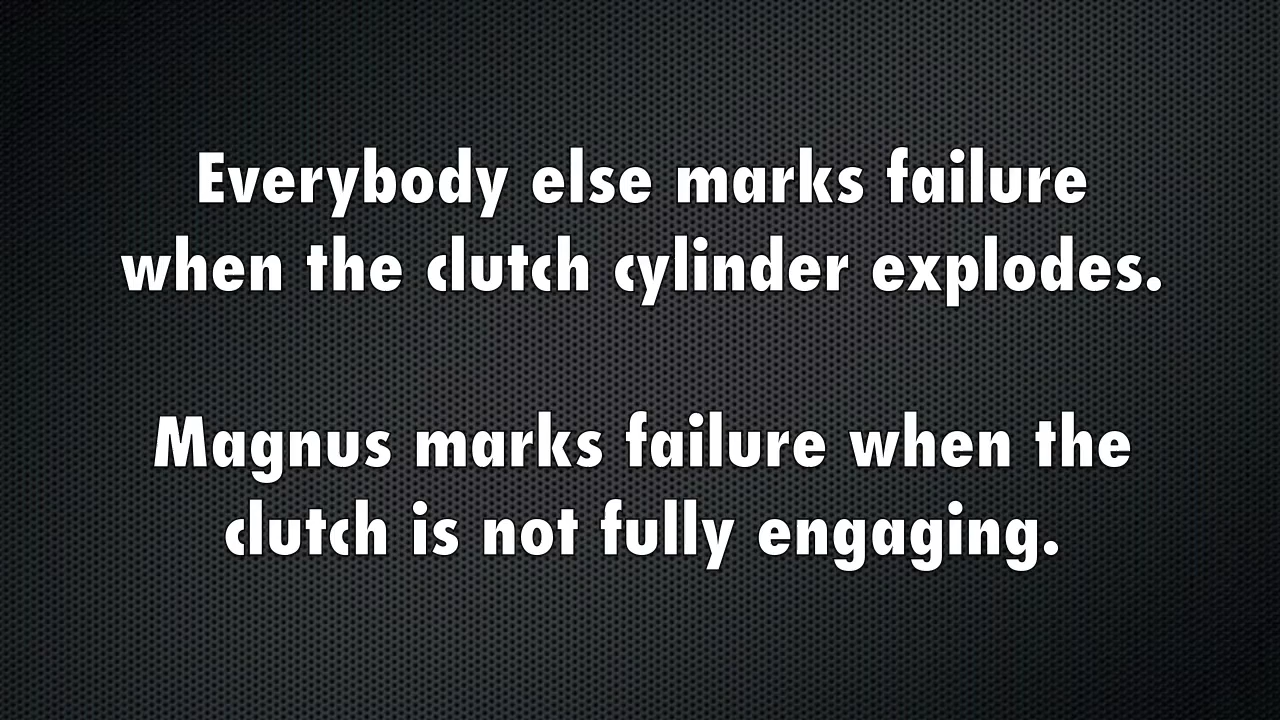 Everybody else marks failure
when the clutch cylinder explodes.
Magnus marks failure when the
clutch is not fully engaging.